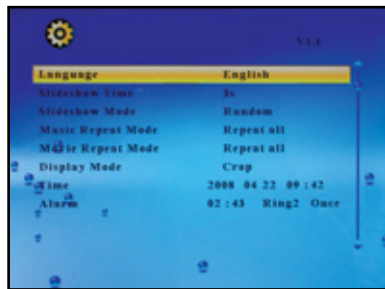 V1.1
Language English
Slideshow Time 3s
Slideshow Mode Random
Music Repeat Mode Repeat all
Movie Repeat Mode Repeat all
Display Mode Crop
Time 2008 04 22 09 : 42
Alarm 02 : 43 Ring2 Once